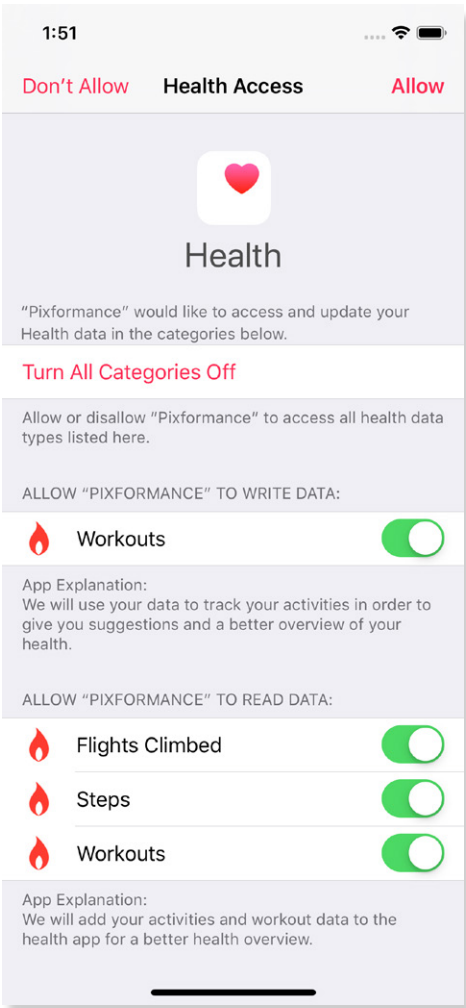 1:51
Don't Allow Health Access Allow
Health
"Pixformance" would like to access and update your
Health data in the categories below.
Turn All Categories Off
Allow or disallow "Pixformance" to access all health data
types listed here.
ALLOW "PIXFORMANCE" TO WRITE DATA:
Workouts
App Explanation:
We will use your data to track your activities in order to
give you suggestions and a better overview of your
health.
ALLOW "PIXFORMANCE" TO READ DATA:
Flights Climbed
Steps
Workouts
App Explanation:
We will add your activities and workout data to the
health app for a better health overview.